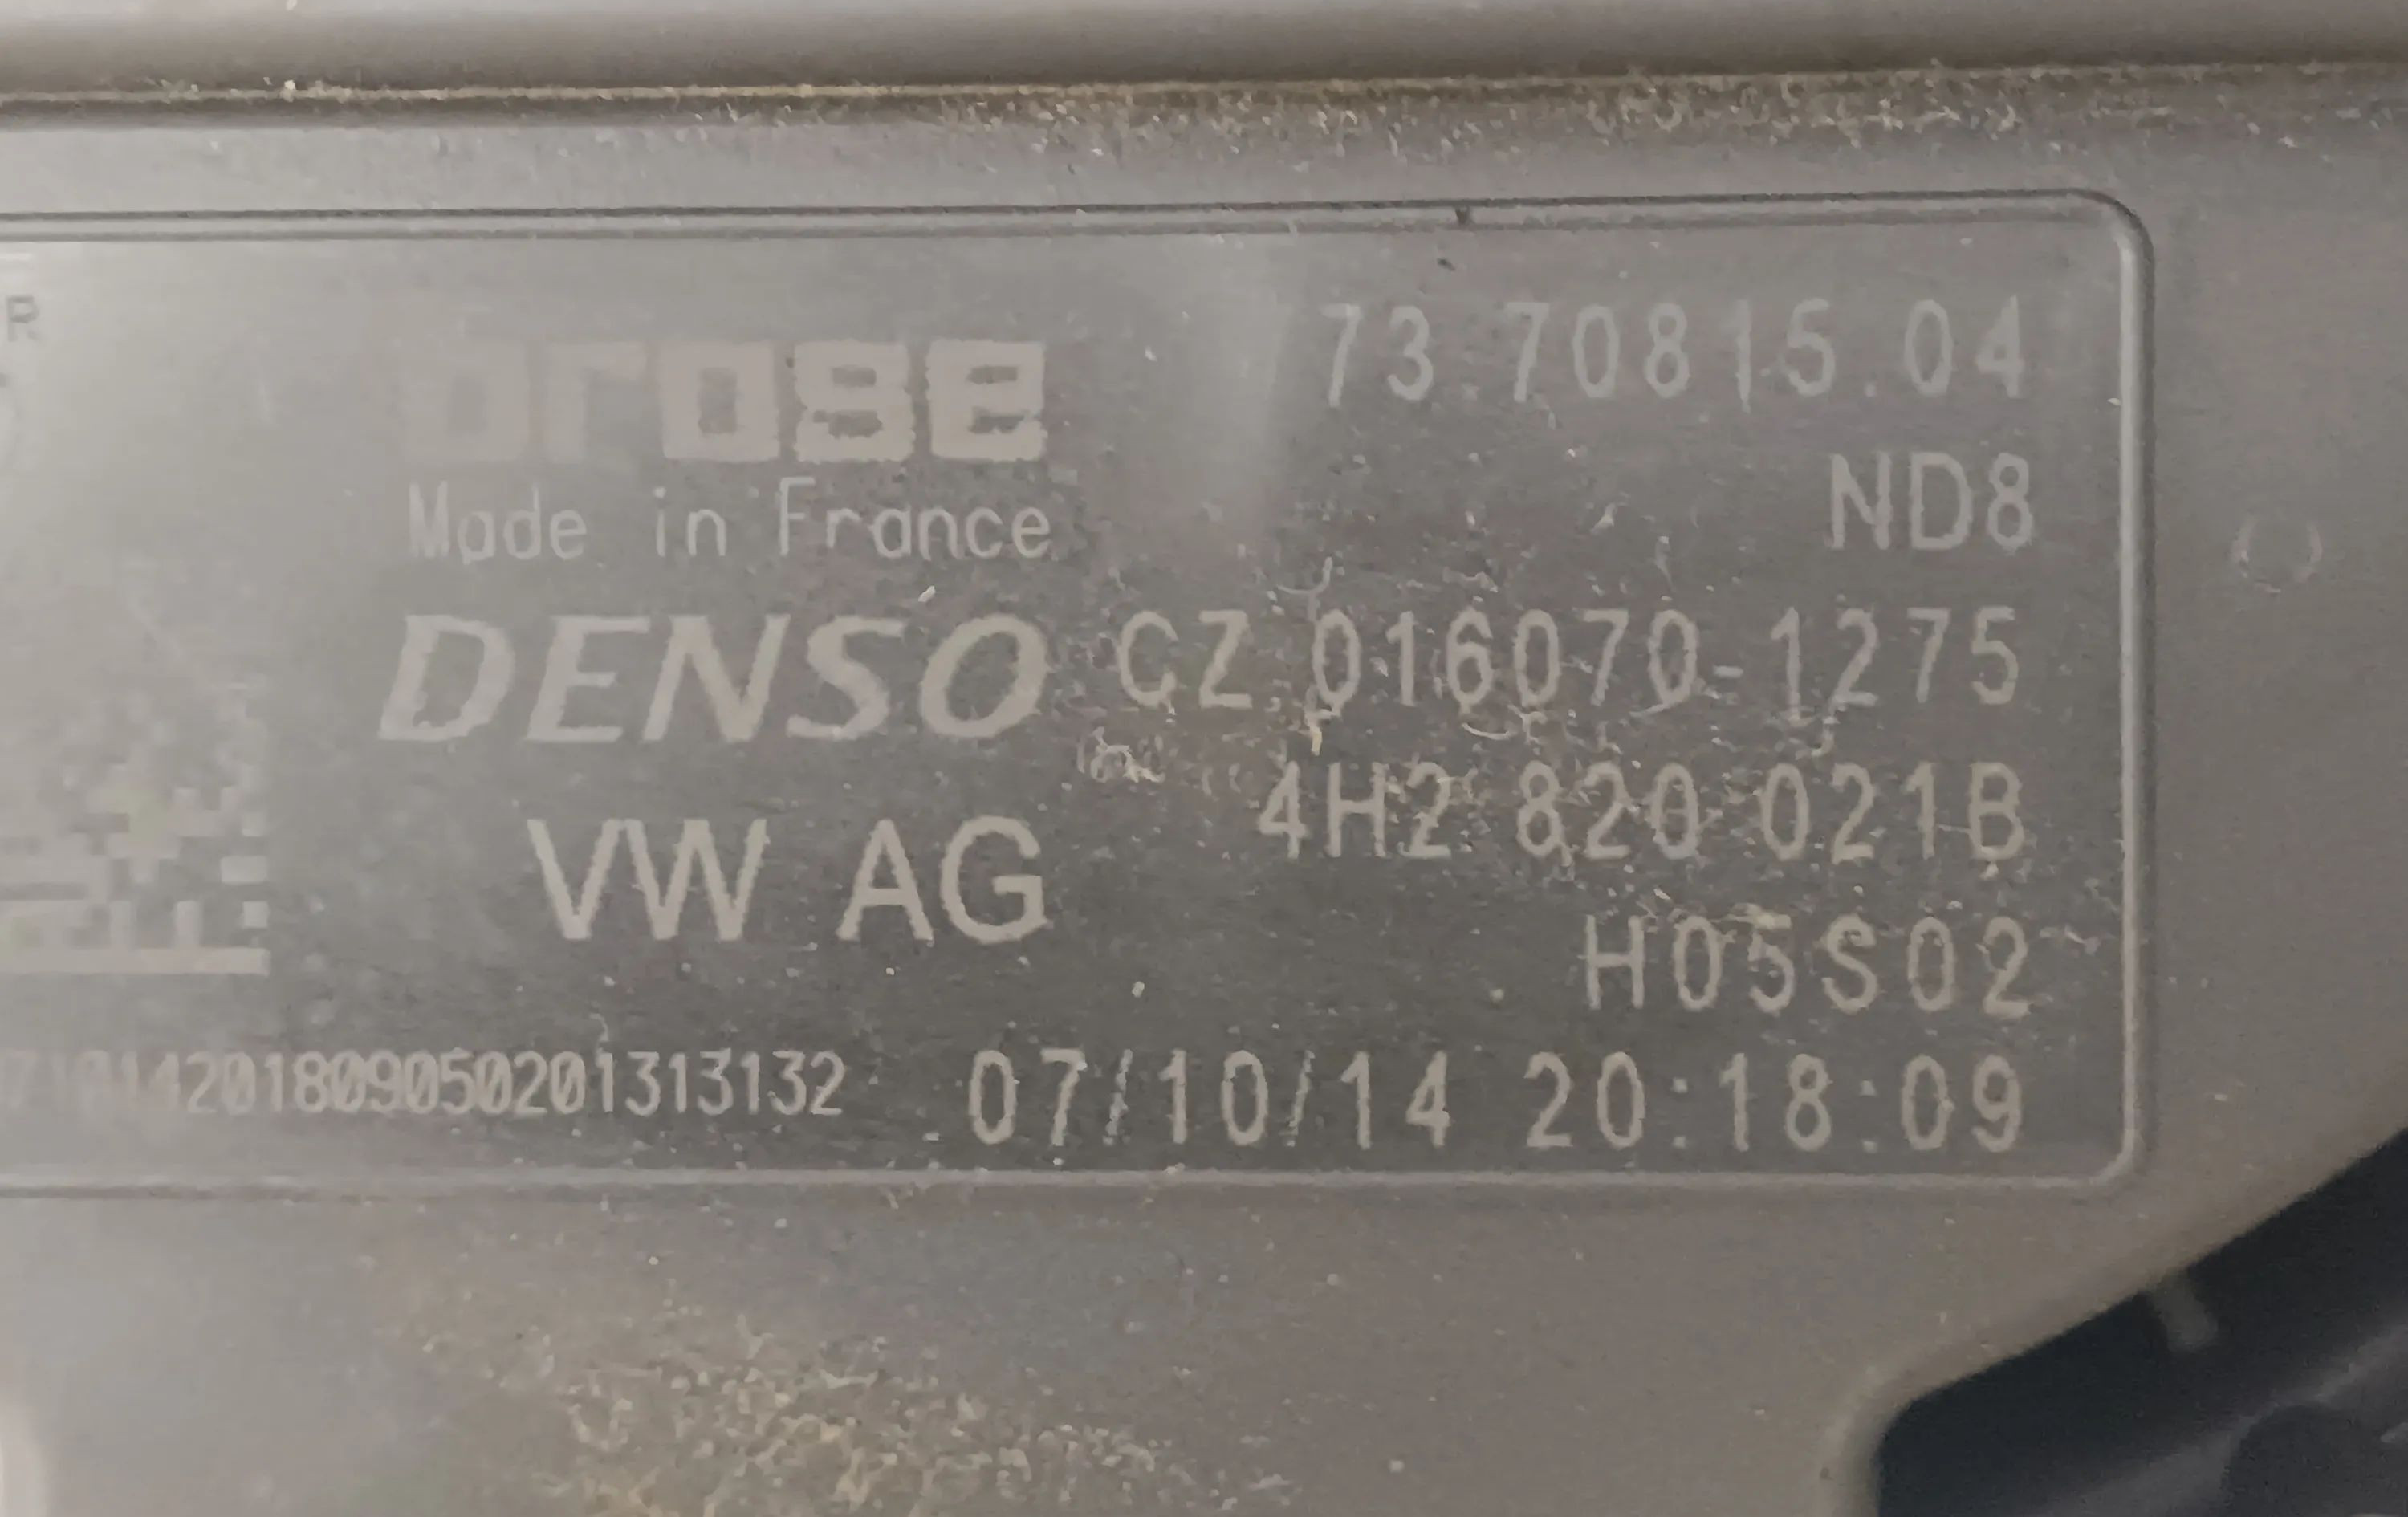 R
brose 73 70815.04
Made in France ND8
DENSO CZ 016070-1275
VW AG 4H2 820 021B
H05S02
07/10/14 20:18:09